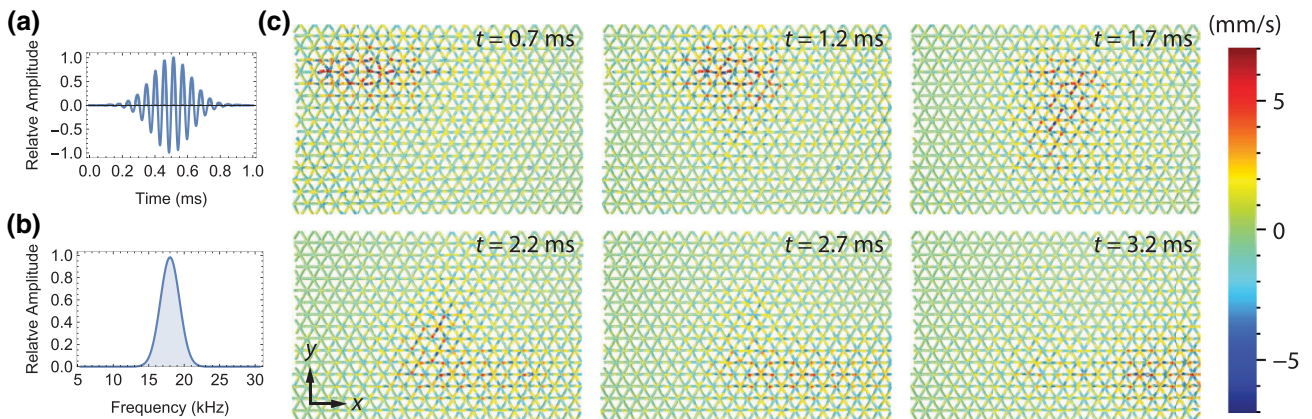 (a)
Relatve Amplitude
1.0
0.5
0.0
−0.5
−1.0
0.0 0.2 0.4 0.6 0.8 1.0
Time (ms)
(b)
Relative Amplitude
1.0
0.8
0.6
0.4
0.2
0.0
5 10 15 20 25 30
Frequency (kHz)
(c)
t = 0.7 ms
t = 1.2 ms
t = 1.7 ms
t = 2.2 ms
t = 2.7 ms
t = 3.2 ms
y
x
(mm/s)
5
0
−5